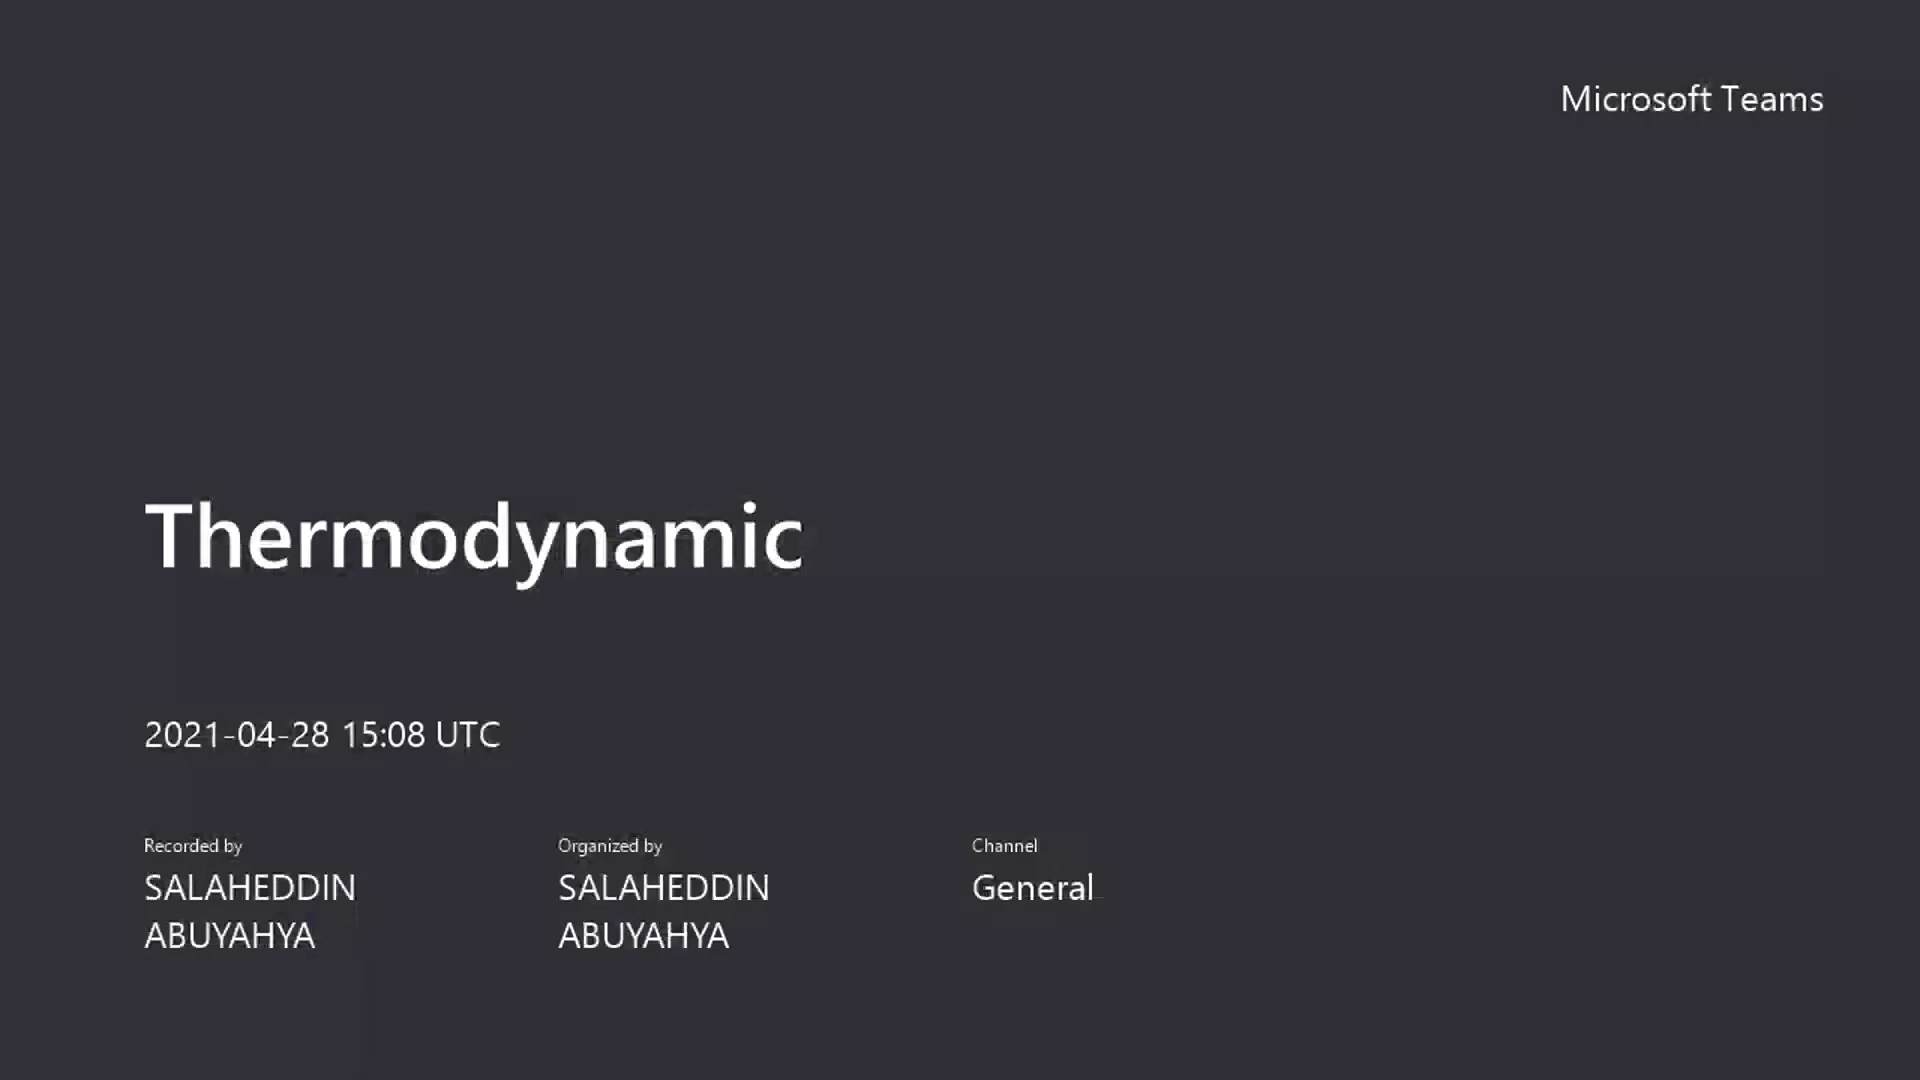 Microsoft Teams
Thermodynamic
2021-04-28 15:08 UTC
Recorded by
SALAHEDDIN
ABUYAHYA
Organized by
SALAHEDDIN
ABUYAHYA
Channel
General